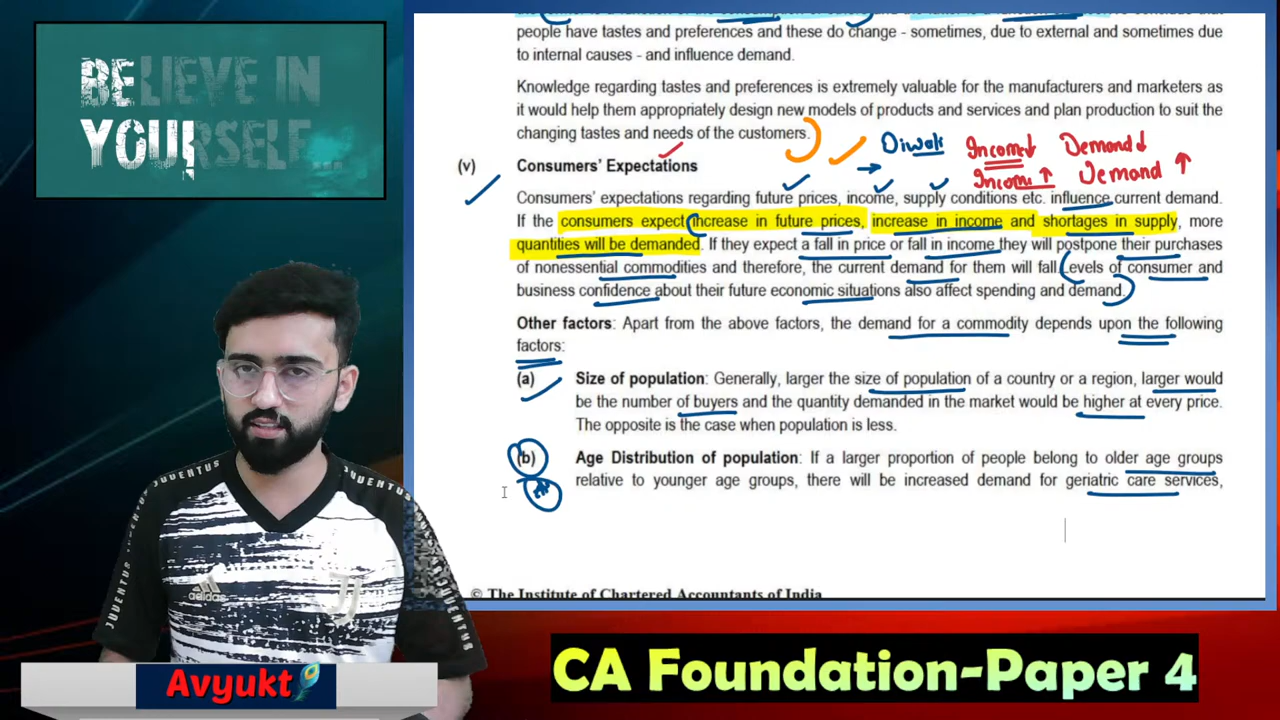 BELIEVE IN
YOURSELF...
people have tastes and preferences and these do change - sometimes, due to external and sometimes due
to internal causes - and influence demand.
Knowledge regarding tastes and preferences is extremely valuable for the manufacturers and marketers as
it would help them appropriately design new models of products and services and plan production to suit the
changing tastes and needs of the customers.
Diwali
Income↓ Demand↓
Income ↑ Demand ↑
(v) Consumers' Expectations
Consumers' expectations regarding future prices, income, supply conditions etc. influence current demand.
If the consumers expect increase in future prices, increase in income and shortages in supply, more
quantities will be demanded. If they expect a fall in price or fall in income they will postpone their purchases
of nonessential commodities and therefore, the current demand for them will fall. Levels of consumer and
business confidence about their future economic situations also affect spending and demand.
Other factors: Apart from the above factors, the demand for a commodity depends upon the following
factors:
(a) Size of population: Generally, larger the size of population of a country or a region, larger would
be the number of buyers and the quantity demanded in the market would be higher at every price.
The opposite is the case when population is less.
(b) Age Distribution of population: If a larger proportion of people belong to older age groups
relative to younger age groups, there will be increased demand for geriatric care services,
© The Institute of Chartered Accountants of India
JUVENTUS
adidas
Avyukt
CA Foundation-Paper 4